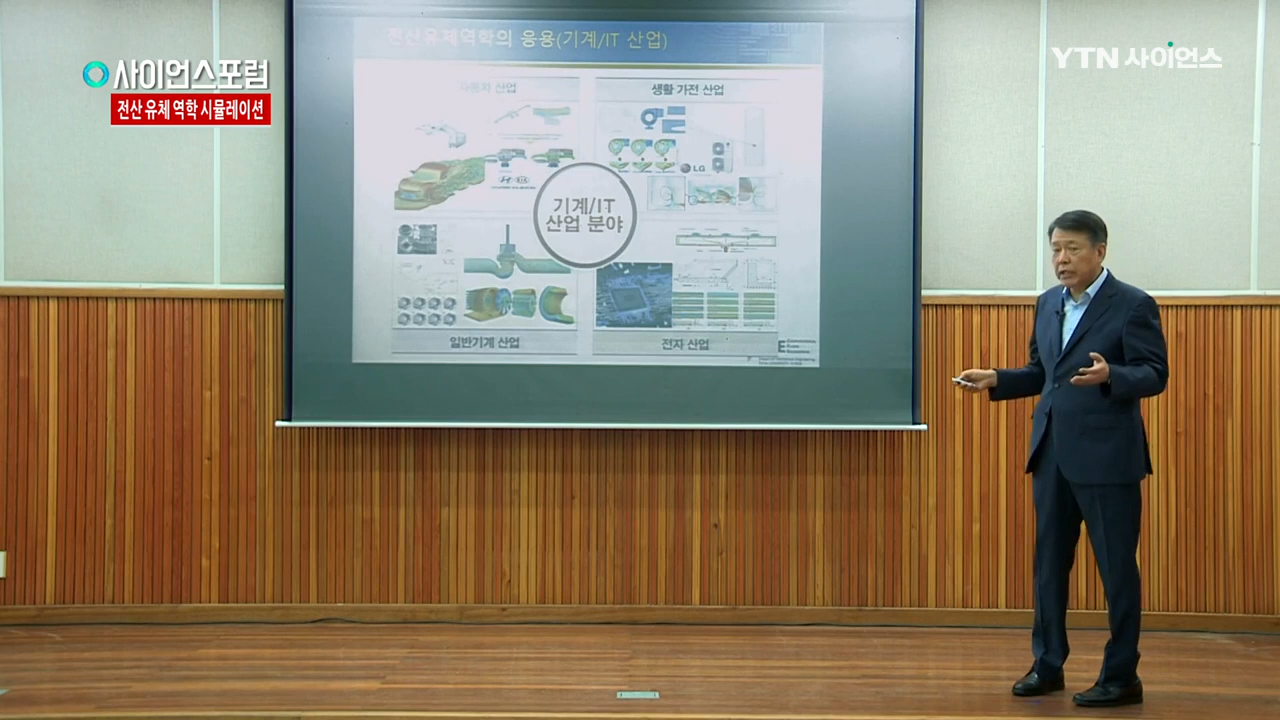 사이언스포럼
전산 유체 역학 시뮬레이션
YTN 사이언스
전산유체역학의 응용(기계/IT 산업)
자동차 산업
생활 가전 산업
LG
기계/IT
산업 분야
일반기계 산업
전자 산업